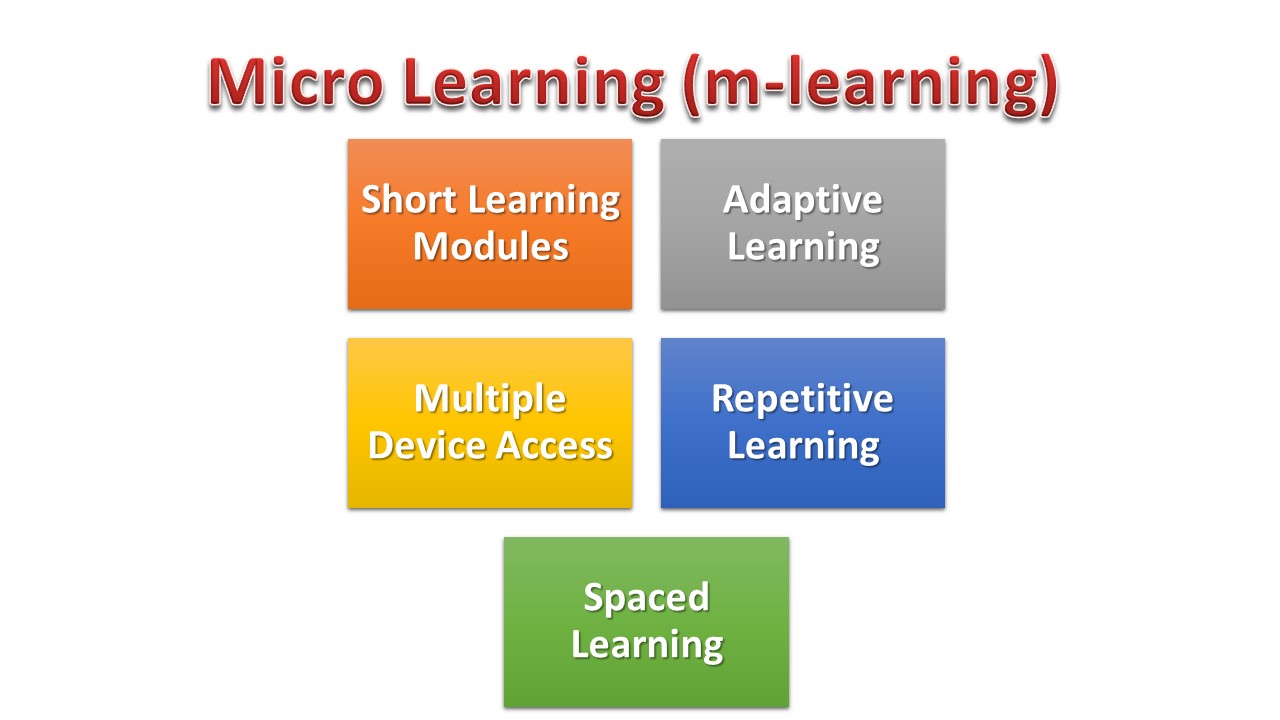 Micro Learning (m-learning)
Short Learning
Modules
Adaptive
Learning
Multiple
Device Access
Repetitive
Learning
Spaced
Learning